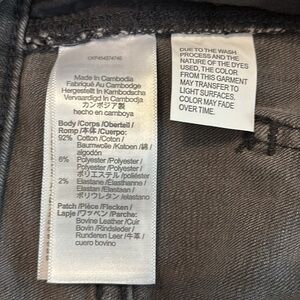 CKF454374746
Made in Cambodia
Fabriqué Au Cambodge
Hergestellt In Kambodscha
Vervaardigd In Cambodja
カンボジア製
hecho en camboya
Body/Corps /Oberteil /
Romp /本体 /Cuerpo:
92% Cotton /Coton /
Baumwolle /Katoen /綿 /
algodón
6% Polyester /Polyester /
Polyester /Polyester /
ポリエステル /poliéster
2% Elastane /Elasthanne /
Elastan /Elastaan /
ポリウレタン /elastano
Patch /Pièce /Flecken /
Lapje /ワッペン /Parche:
Bovine Leather /Cuir
Bovin /Rindsleder /
Runderen Leer /牛革 /
cuero bovino
DUE TO THE WASH
PROCESS AND THE
NATURE OF THE DYES
USED, THE COLOR
FROM THIS GARMENT
MAY TRANSFER TO
LIGHT SURFACES.
COLOR MAY FADE
OVER TIME.